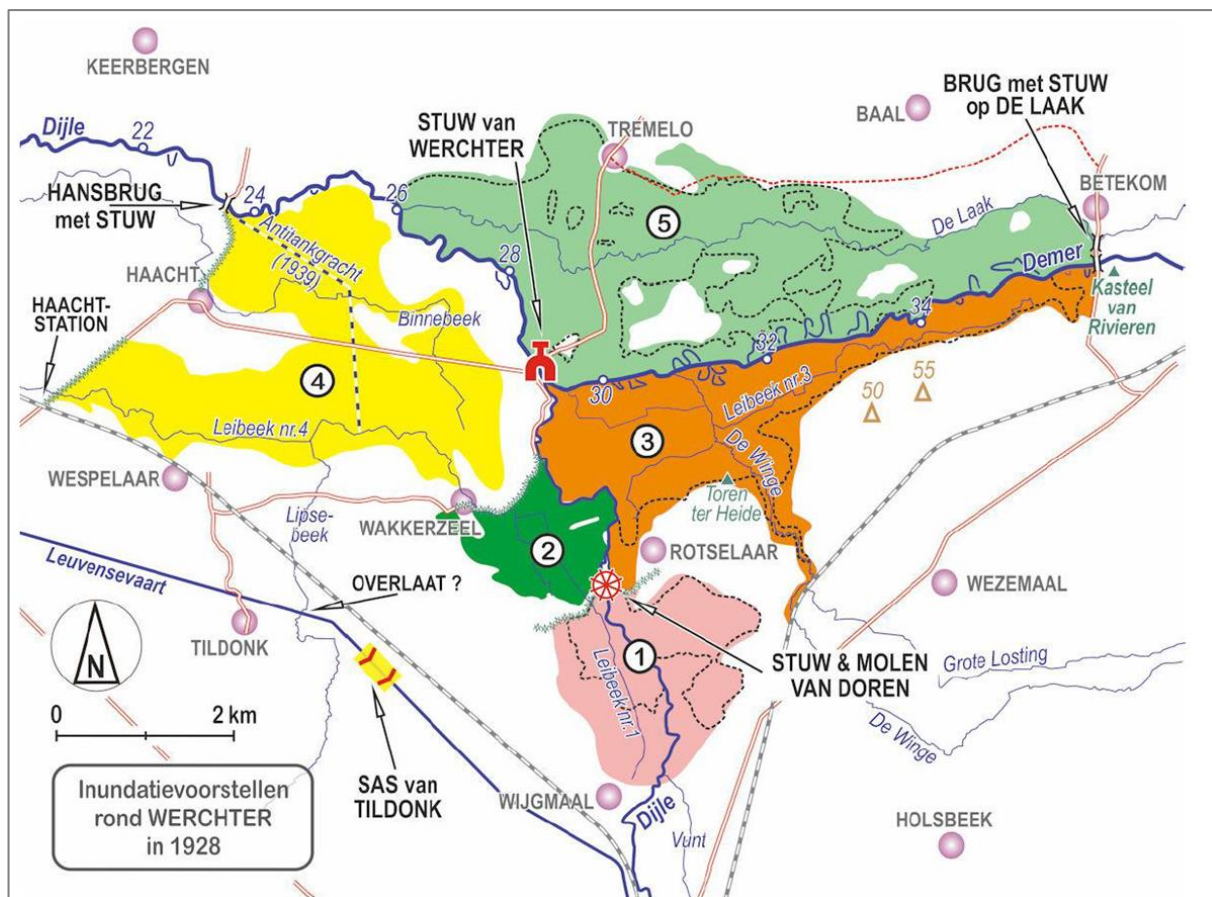 KEERBERGEN
Dijle
22
24
26
28
HANSBRUG
met STUW
STUW van
WERCHTER
TREMELO
BAAL
BRUG met STUW
op DE LAAK
BETEKOM
De Laak
Demer
Kasteel
van
Rivieren
HAACHT
HAACHT-
STATION
Antitankgracht
(1939)
Binnebeek
5
34
32
30
55
50
4
Leibeek nr.4
Leibeek nr.3
3
De Winge
Toren
ter Heide
WESPELAAR
WAKKERZEEL
Lipse-
beek
2
ROTSELAAR
WEZEMAAL
Leuvensevaart
OVERLAAT ?
TILDONK
N
1
Leibeek nr.1
STUW & MOLEN
VAN DOREN
Grote Losting
De Winge
0
2 km
SAS van
TILDONK
Inundatievoorstellen
rond WERCHTER
in 1928
WIJGMAAL
Dijle
Vunt
HOLSBEEK